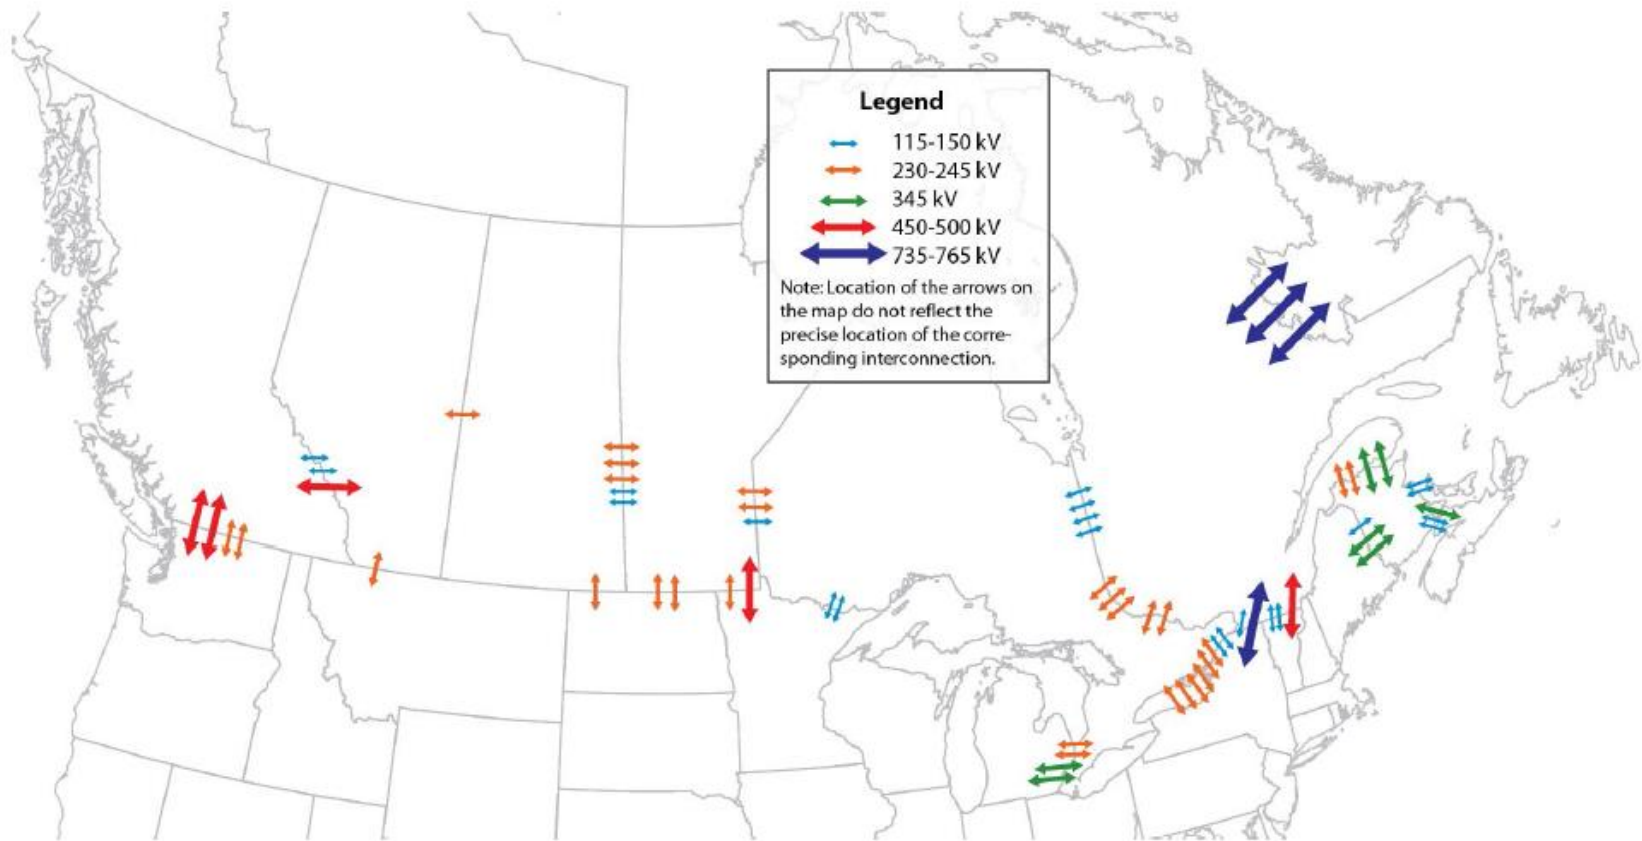 Legend
115-150 kV
230-245 kV
345 kV
450-500 kV
735-765 kV
Note: Location of the arrows on
the map do not reflect the
precise location of the corre-
sponding interconnection.